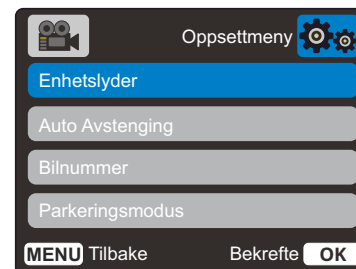 Oppsettmeny
Enhetslyder
Auto Avstenging
Bilnummer
Parkeringsmodus
MENU Tilbake Bekrefte OK